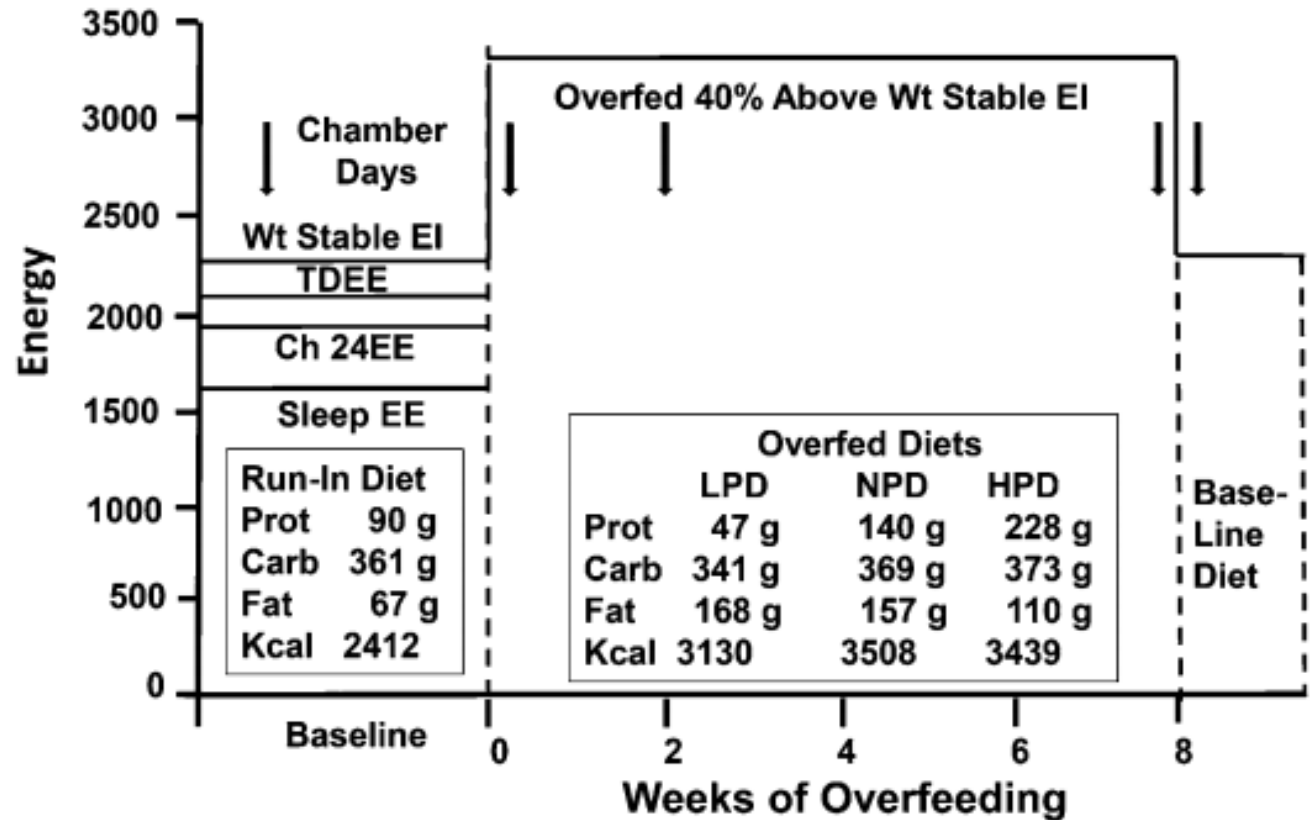 3500
3000
2500
2000
1500
1000
500
0
Energy
Chamber
Days
Wt Stable EI
TDEE
Ch 24EE
Sleep EE
Run-In Diet
Prot 90 g
Carb 361 g
Fat 67 g
Kcal 2412
Overfed 40% Above Wt Stable EI
Overfed Diets
LPD NPD HPD
Prot 47 g 140 g 228 g
Carb 341 g 369 g 373 g
Fat 168 g 157 g 110 g
Kcal 3130 3508 3439
Base-
Line
Diet
Baseline
0 2 4 6 8
Weeks of Overfeeding